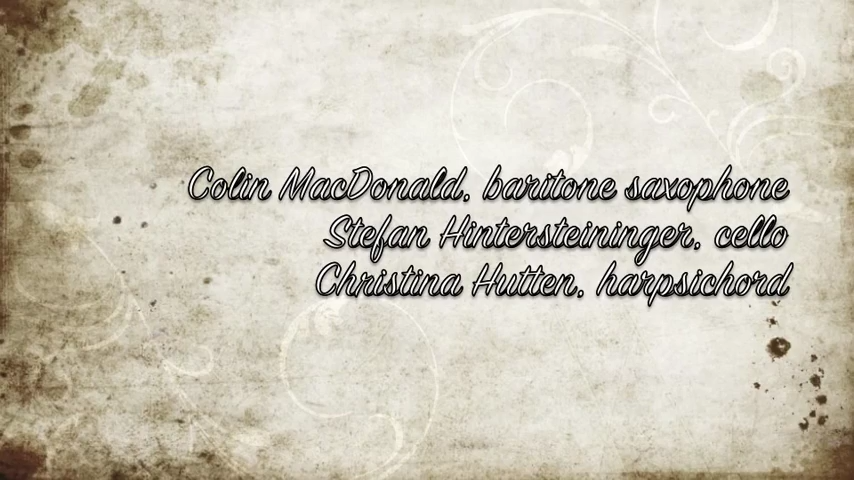 Colin MacDonald, baritone saxophone
Stefan Hintersteininger, cello
Christina Hutten, harpsichord